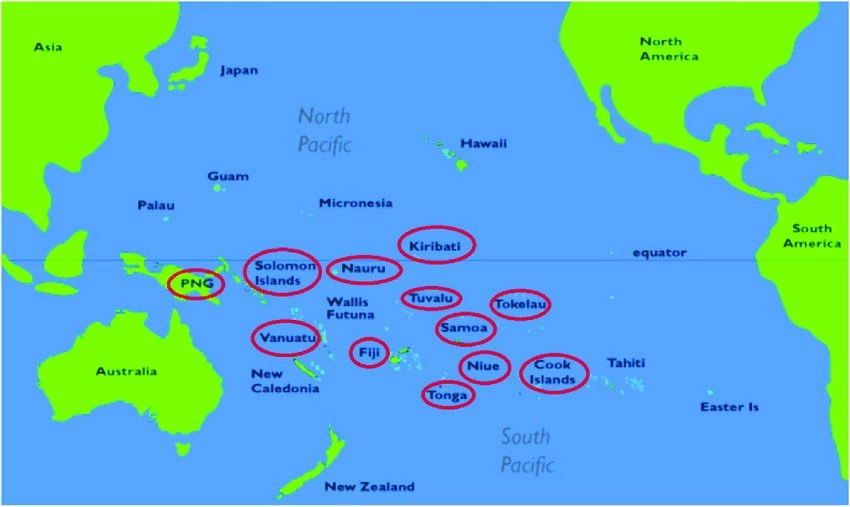 Asia
Japan
North
America
North
Pacific
Hawaii
Guam
Palau
Micronesia
South
America
Kiribati
equator
Solomon
Islands
Nauru
PNG
Wallis
Futuna
Tuvalu
Tokelau
Samoa
Vanuatu
Fiji
Niue
Cook
Islands
Tahiti
Australia
New
Caledonia
Tonga
Easter Is
South
Pacific
New Zealand